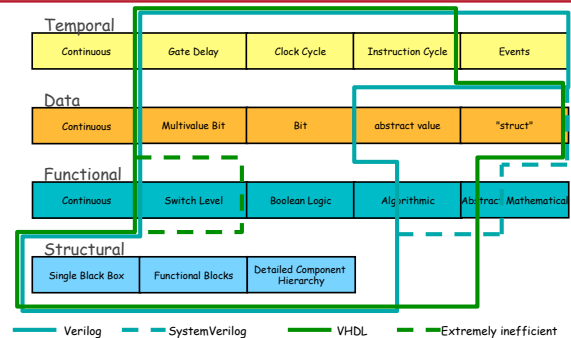 Temporal
Continuous Gate Delay Clock Cycle Instruction Cycle Events
Data
Continuous Multivalue Bit Bit abstract value "struct"
Functional
Continuous Switch Level Boolean Logic Algorithmic Abstract Mathematical
Structural
Single Black Box Functional Blocks Detailed Component Hierarchy
Verilog SystemVerilog VHDL Extremely inefficient